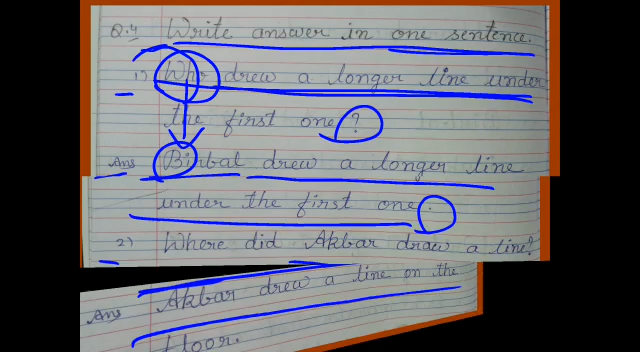 Q.4 Write answer in one sentence.
1) Who drew a longer line under
the first one?
Ans Birbal drew a longer line
under the first one.
2) Where did Akbar draw a line?
Ans Akbar drew a line on the
floor.